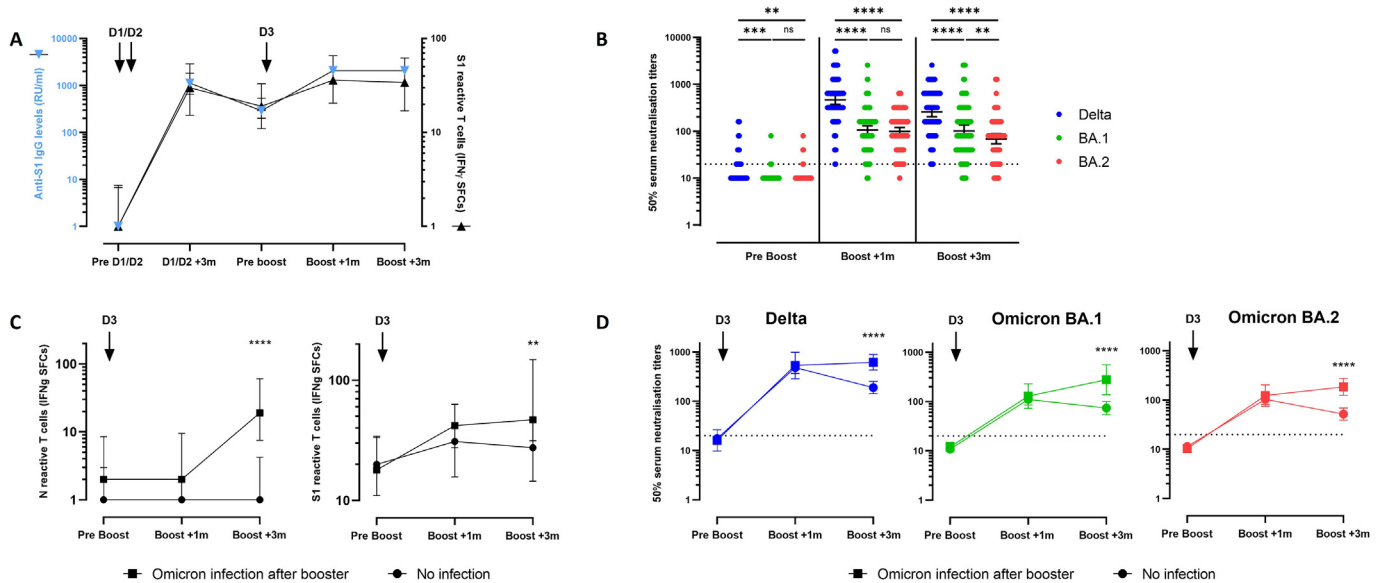 A
D1/D2
D3
Anti-S1 IgG levels (RU/ml)
10000
1000
100
10
1
S1 reactive T cells (IFNγ SFCs)
100
10
1
Pre D1/D2
D1/D2 +3m
Pre boost
Boost +1m
Boost +3m
B
50% serum neutralisation titers
10000
1000
100
10
1
**
*** ns
****
**** ns
****
**** **
Pre Boost
Boost +1m
Boost +3m
Delta
BA.1
BA.2
C
D3
N reactive T cells (IFNg SFCs)
100
10
1
****
Pre Boost
Boost +1m
Boost +3m
D3
S1 reactive T cells (IFNg SFCs)
100
10
**
Pre Boost
Boost +1m
Boost +3m
Omicron infection after booster
No infection
D
D3
Delta
50% serum neutralisation titers
1000
100
10
1
****
Pre Boost
Boost +1m
Boost +3m
D3
Omicron BA.1
1000
100
10
1
****
Pre Boost
Boost +1m
Boost +3m
D3
Omicron BA.2
1000
100
10
1
****
Pre Boost
Boost +1m
Boost +3m
Omicron infection after booster
No infection